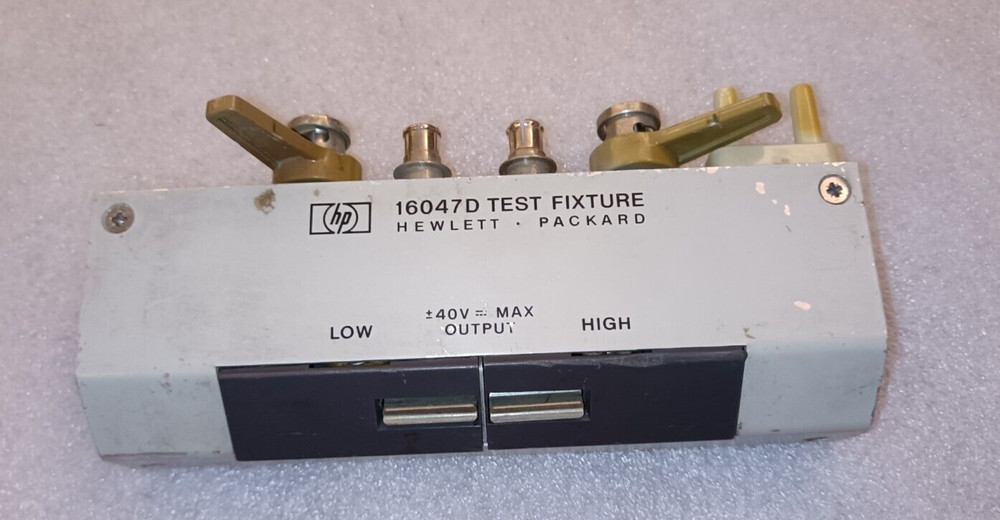 hp
16047D TEST FIXTURE
HEWLETT · PACKARD
±40V ⎓ MAX
OUTPUT
LOW
HIGH